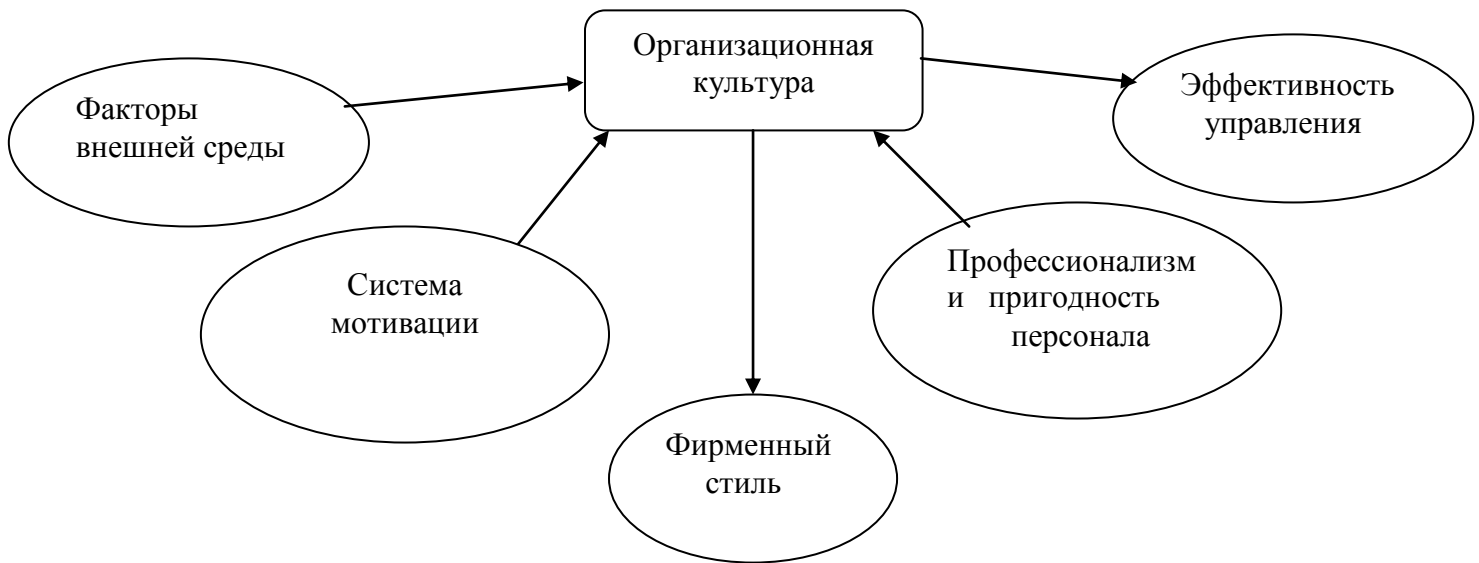 Организационная
культура
Факторы
внешней среды
Эффективность
управления
Система
мотивации
Профессионализм
и пригодность
персонала
Фирменный
стиль